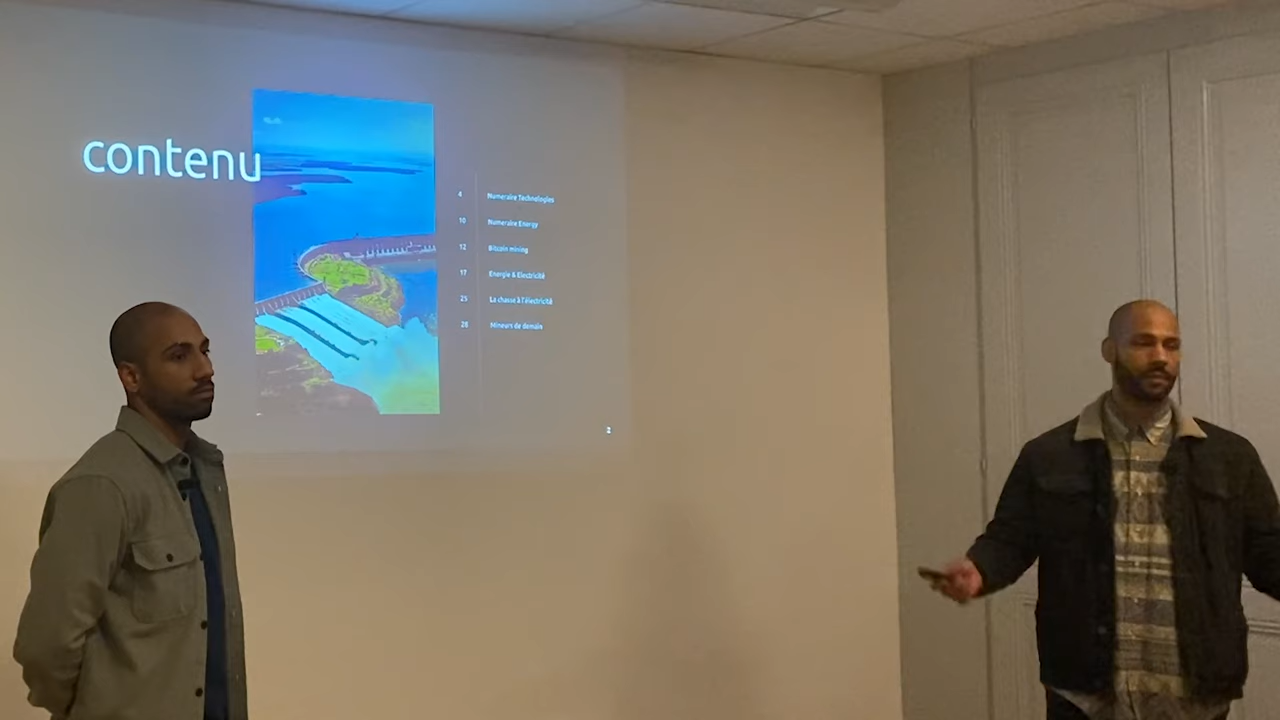 contenu
4 Numeraire Technologies
10 Numeraire Energy
12 Bitcoin mining
17 Energie & Electricité
25 La chasse à l'électricité
28 Mineurs de demain
2